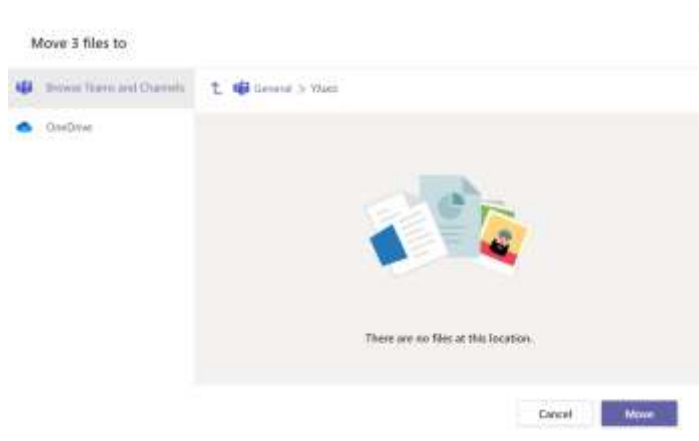 Move 3 files to
Browse Teams and Channels
General >
OneDrive
There are no files at this location.
Cancel
Move